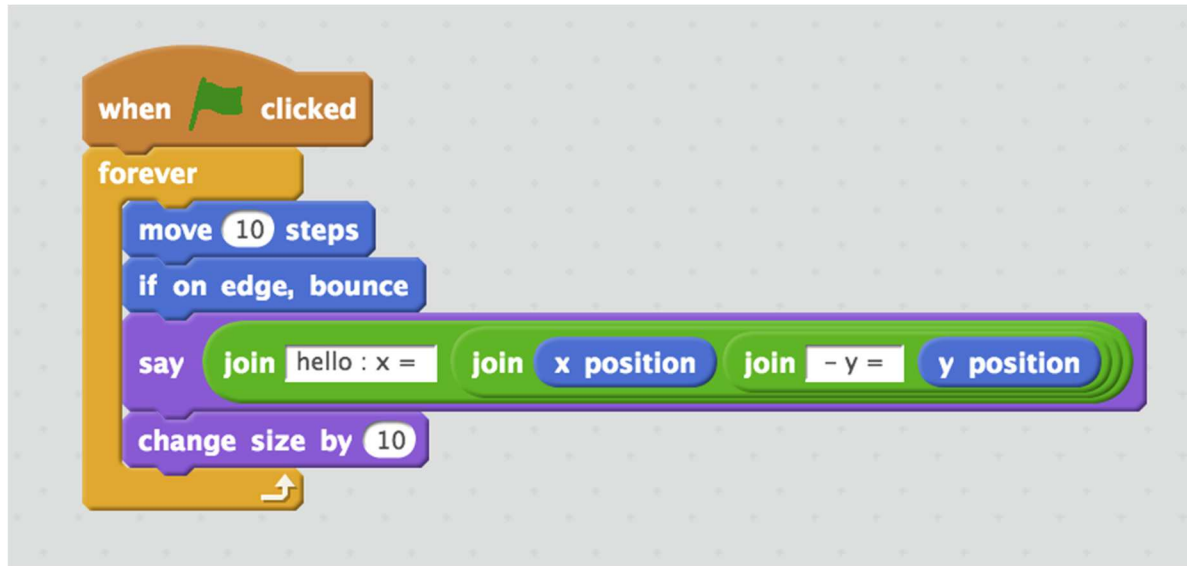 when clicked
forever
move 10 steps
if on edge, bounce
say join hello : x = join x position join - y = y position
change size by 10